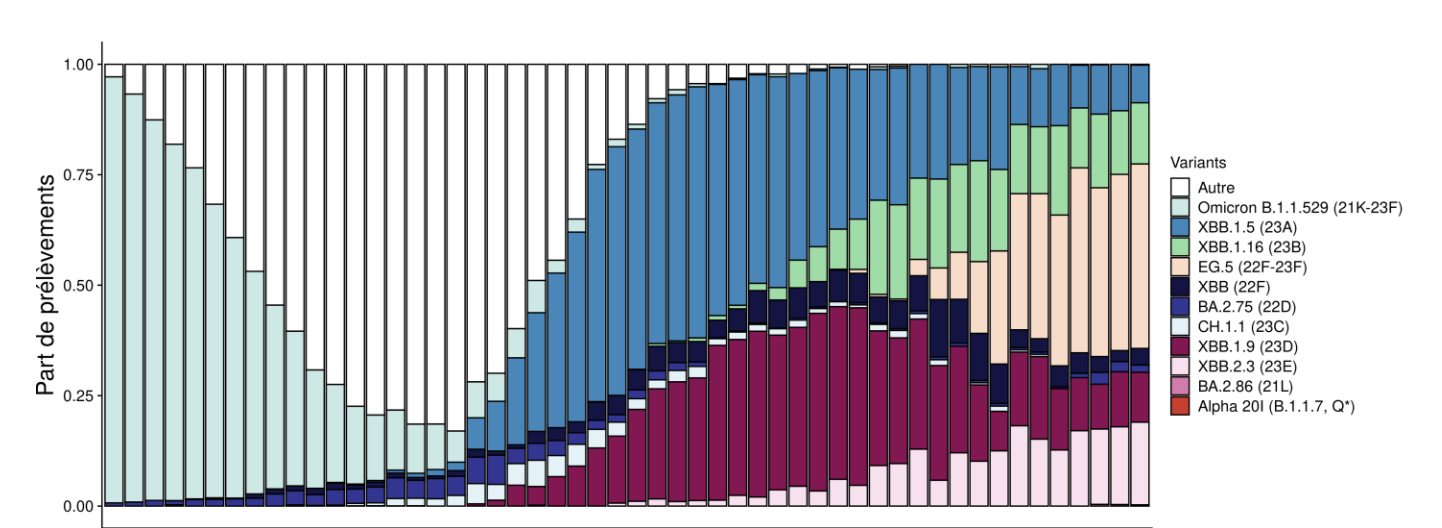 1.00
0.75
0.50
0.25
0.00
Part de prélèvements
Variants
Autre
Omicron B.1.1.529 (21K-23F)
XBB.1.5 (23A)
XBB.1.16 (23B)
EG.5 (22F-23F)
XBB (22F)
BA.2.75 (22D)
CH.1.1 (23C)
XBB.1.9 (23D)
XBB.2.3 (23E)
BA.2.86 (21L)
Alpha 20I (B.1.1.7, Q*)